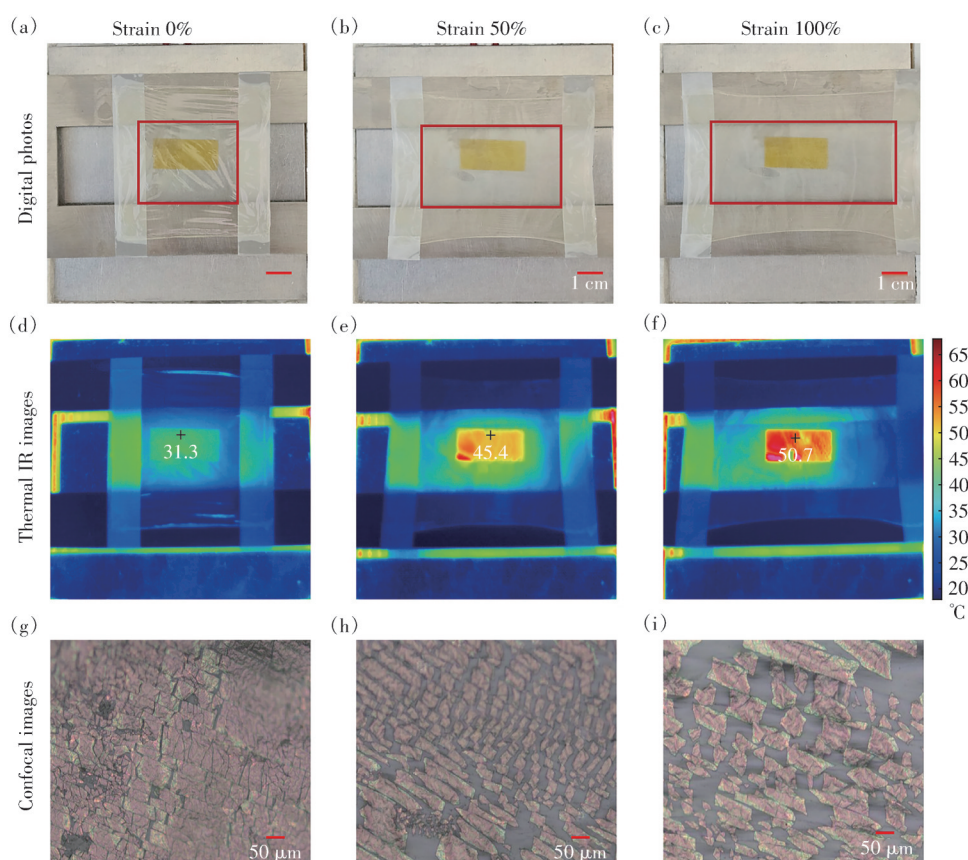 (a) Strain 0%
(b) Strain 50%
(c) Strain 100%
Digital photos
1 cm
1 cm
(d)
(e)
(f)
Thermal IR images
31.3
45.4
50.7
65
60
55
50
45
40
35
30
25
20
℃
(g)
(h)
(i)
Confocal images
50 μm
50 μm
50 μm